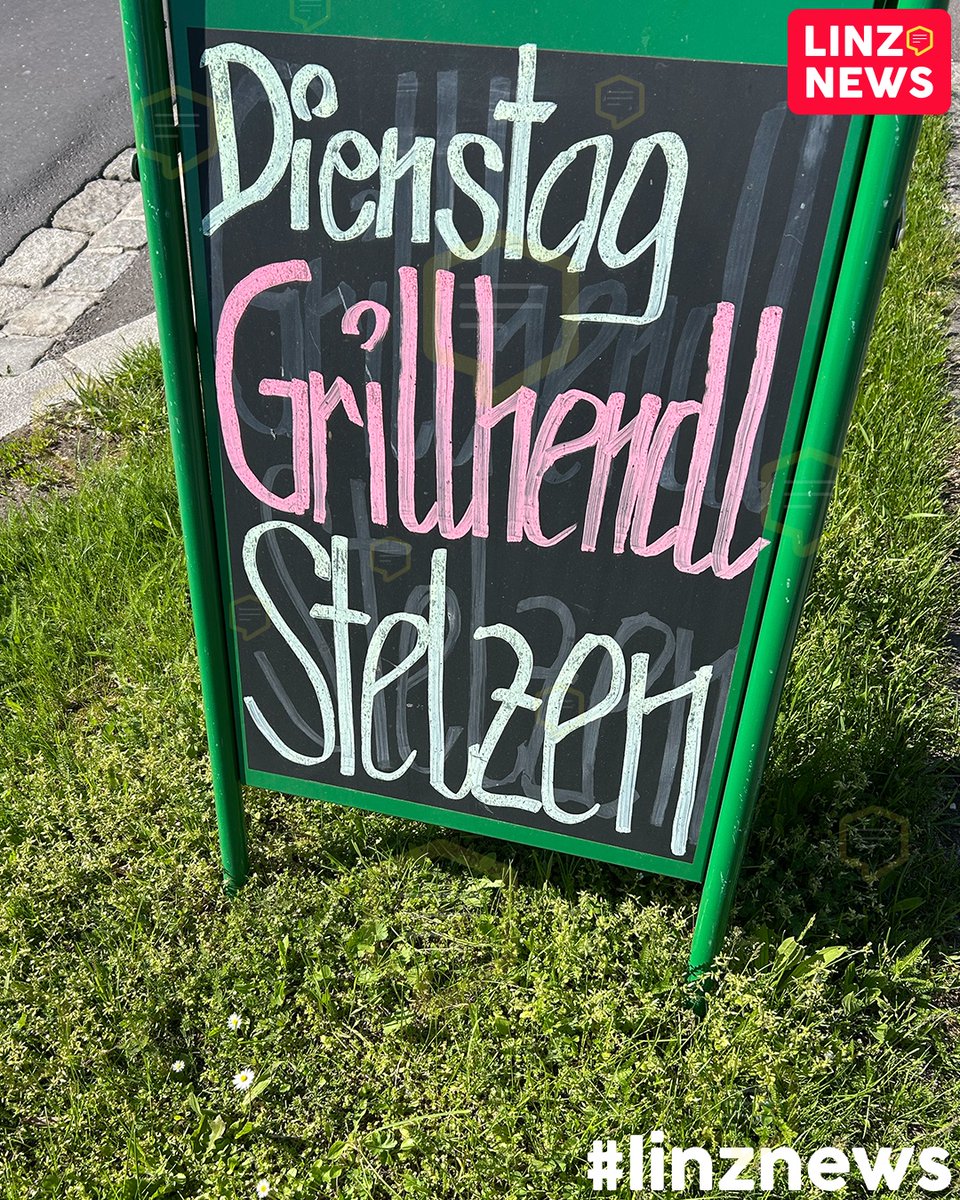 LINZ
NEWS
Dienstag
Grillhendl
Stelzen
#linznews